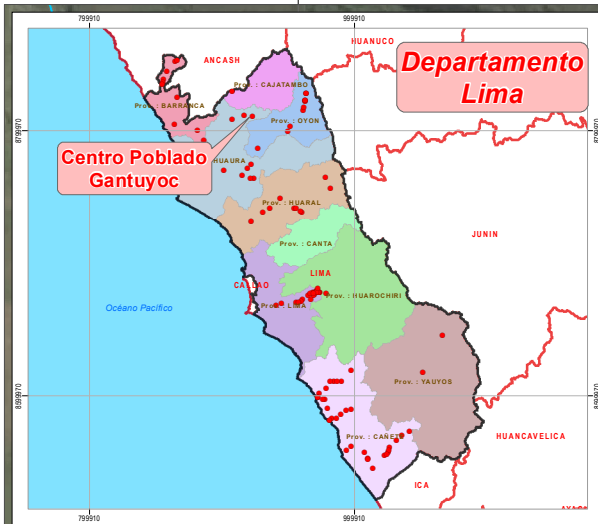 799910
999910
HUANUCO
ANCASH
Departamento
Lima
Prov. : CAJATAMBO
Prov. : BARRANCA
Prov. : OYON
Centro Poblado
Gantuyoc
HUAURA
Prov. : HUARAL
JUNIN
Prov. : CANTA
LIMA
CALLAO
Prov. : HUAROCHIRI
Océano Pacífico
Prov. : LIMA
Prov. : YAUYOS
Prov. : CAÑETE
HUANCAVELICA
ICA
799910
999910